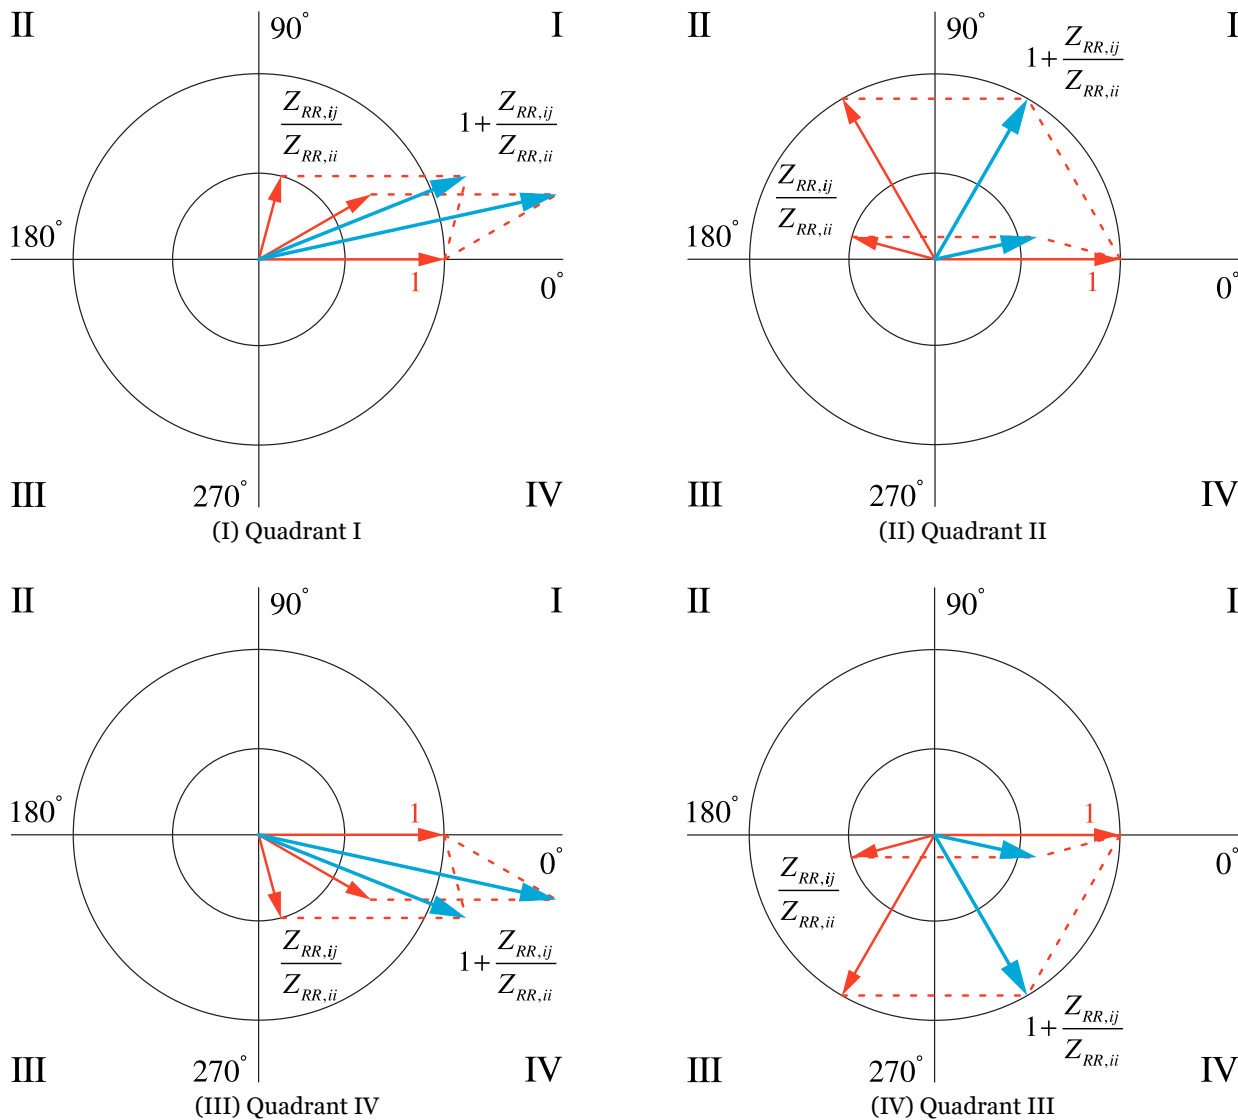 II 90° I
Z_{RR,ij}/Z_{RR,ii}
1+Z_{RR,ij}/Z_{RR,ii}
180°
1
0°
III 270° IV
(I) Quadrant I
II 90° I
1+Z_{RR,ij}/Z_{RR,ii}
Z_{RR,ij}/Z_{RR,ii}
180°
1
0°
III 270° IV
(II) Quadrant II
II 90° I
180°
1
0°
Z_{RR,ij}/Z_{RR,ii}
1+Z_{RR,ij}/Z_{RR,ii}
III 270° IV
(III) Quadrant IV
II 90° I
180°
1
0°
Z_{RR,ij}/Z_{RR,ii}
1+Z_{RR,ij}/Z_{RR,ii}
III 270° IV
(IV) Quadrant III